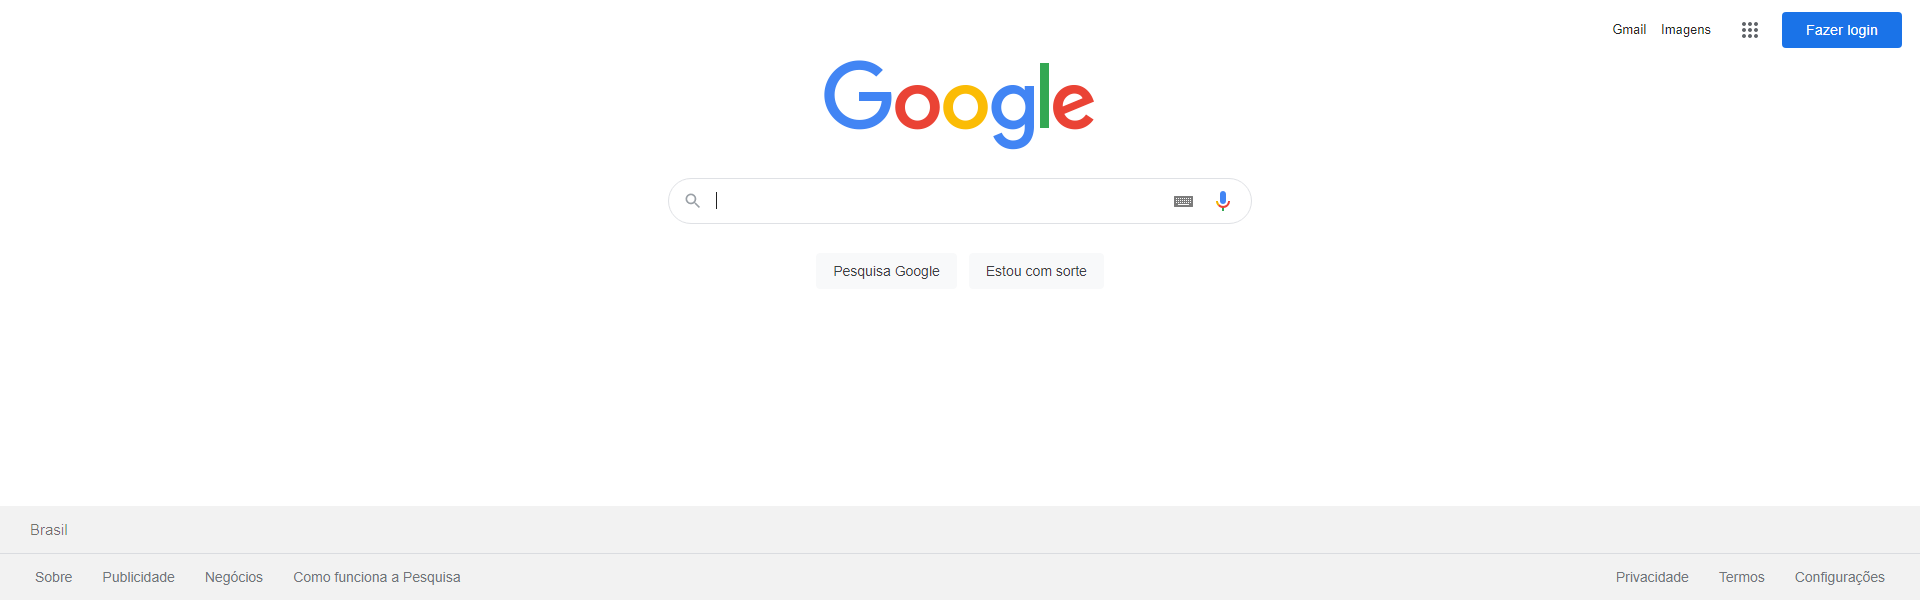 Gmail Imagens Fazer login
Google
Pesquisa Google Estou com sorte
Brasil
Sobre Publicidade Negócios Como funciona a Pesquisa Privacidade Termos Configurações